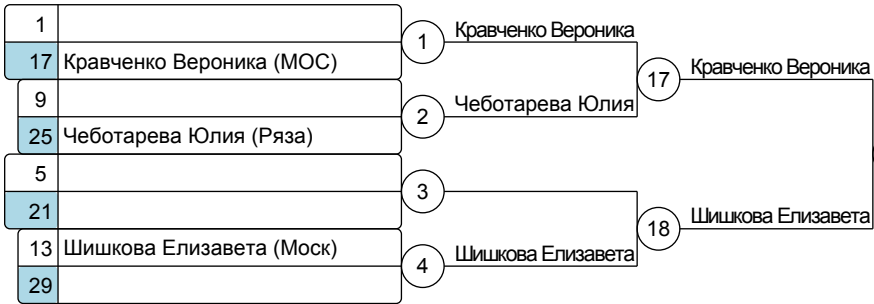 1
17 Кравченко Вероника (МОС)
9
25 Чеботарева Юлия (Ряза)
5
21
13 Шишкова Елизавета (Моск)
29
1
2
3
4
Кравченко Вероника
Чеботарева Юлия
Шишкова Елизавета
17
18
Кравченко Вероника
Шишкова Елизавета